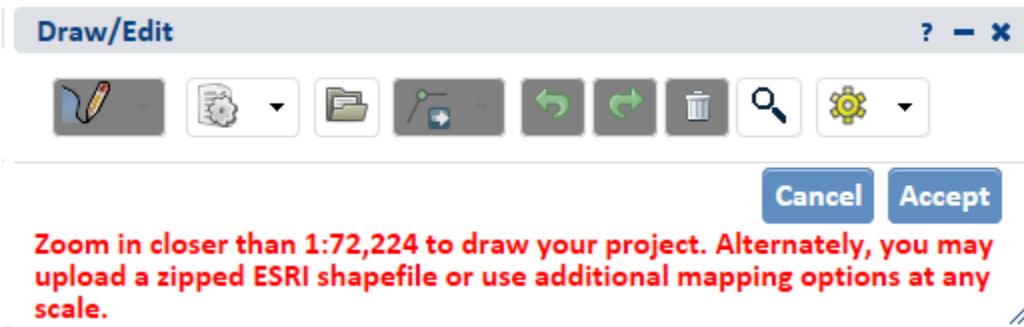 Draw/Edit
?
Cancel Accept
Zoom in closer than 1:72,224 to draw your project. Alternately, you may
upload a zipped ESRI shapefile or use additional mapping options at any
scale.